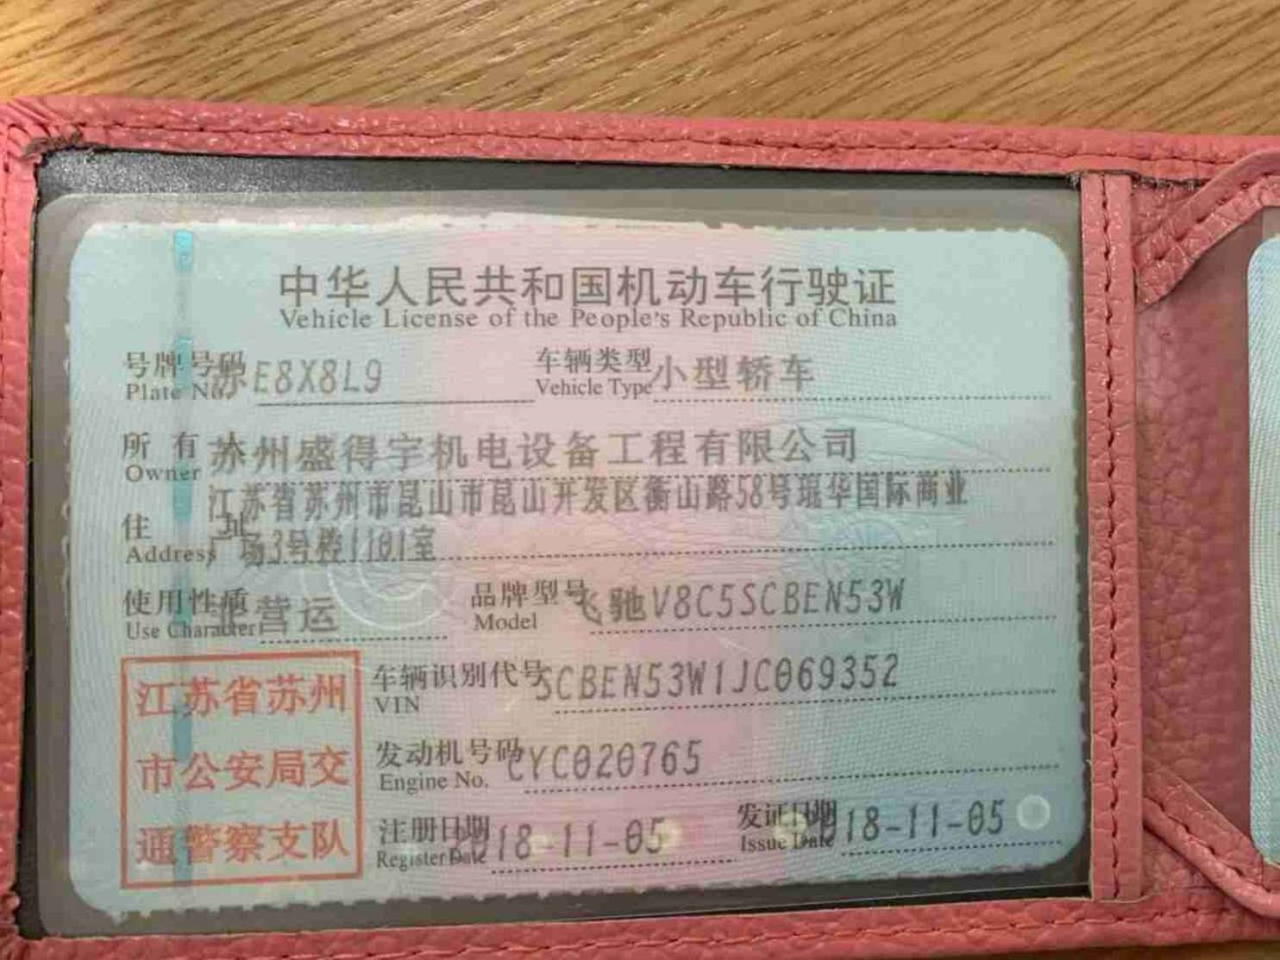 中华人民共和国机动车行驶证
Vehicle License of the People's Republic of China
号牌号码 苏E8X8L9 车辆类型 小型轿车
Plate No. Vehicle Type
所有人 苏州盛得宇机电设备工程有限公司
Owner
江苏省苏州市昆山市昆山开发区衡山路58号琨华国际商业
住址 广场3号楼1101室
Address
使用性质 非营运 品牌型号 飞驰V8C5SCBEN53W
Use Character Model
江苏省苏州 车辆识别代号 SCBEN53W1JC069352
VIN
市公安局交 发动机号码 CYC020765
Engine No.
通警察支队 注册日期 2018-11-05 发证日期 2018-11-05
Register Date Issue Date